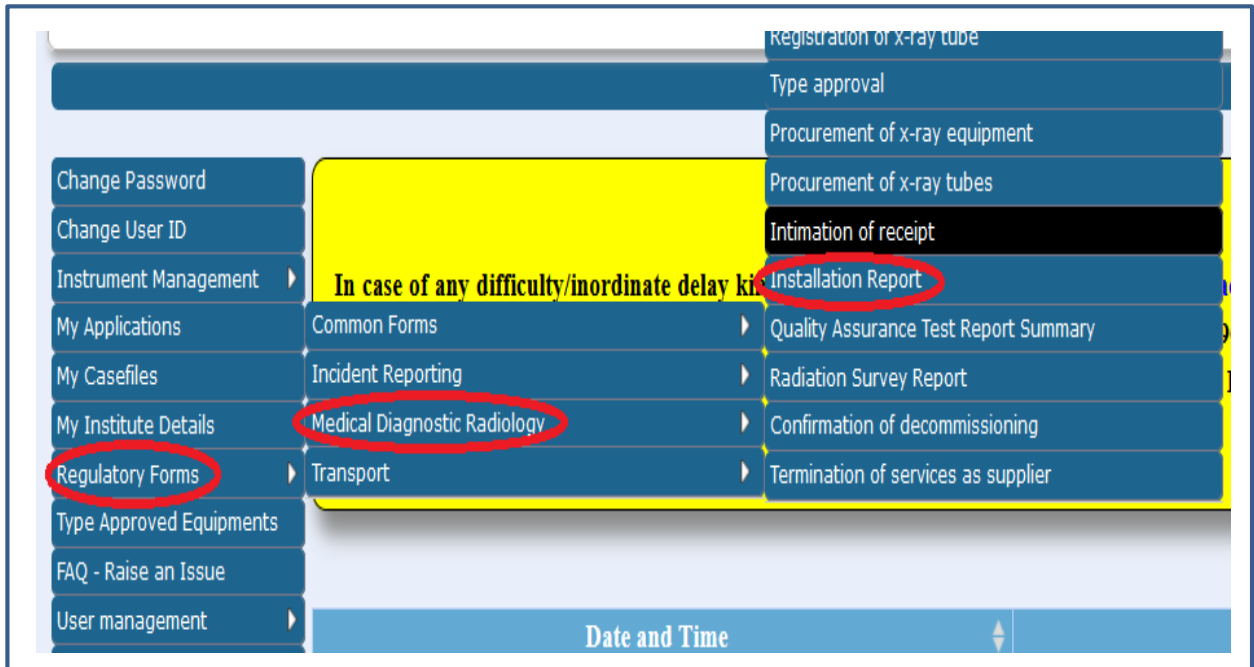 Registration of x-ray tube
Type approval
Procurement of x-ray equipment
Procurement of x-ray tubes
Intimation of receipt
Installation Report
Quality Assurance Test Report Summary
Radiation Survey Report
Confirmation of decommissioning
Termination of services as supplier
Change Password
Change User ID
Instrument Management
My Applications
My Casefiles
My Institute Details
Regulatory Forms
Type Approved Equipments
FAQ - Raise an Issue
User management
In case of any difficulty/inordinate delay
Common Forms
Incident Reporting
Medical Diagnostic Radiology
Transport
Date and Time